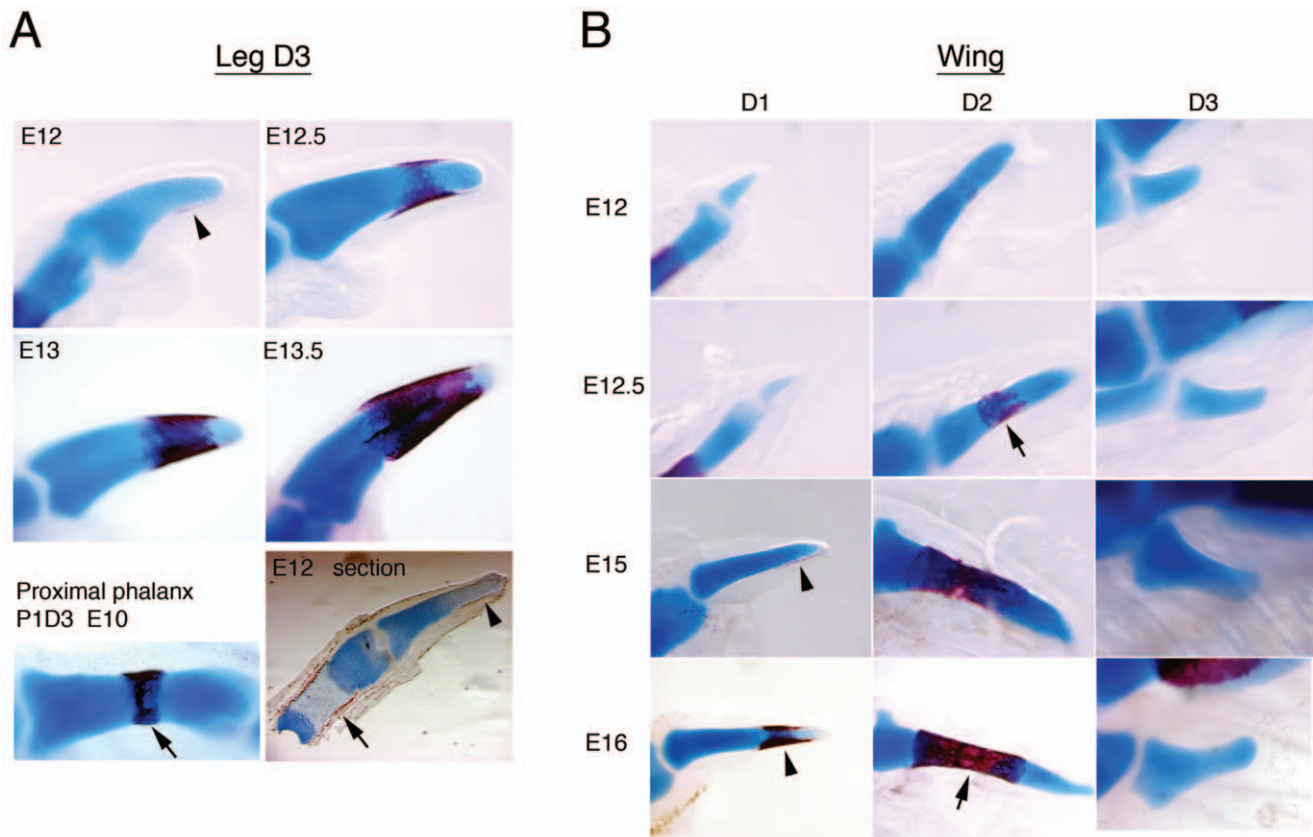 A
Leg D3
E12
E12.5
E13
E13.5
Proximal phalanx
P1D3 E10
E12 section
B
Wing
D1 D2 D3
E12
E12.5
E15
E16